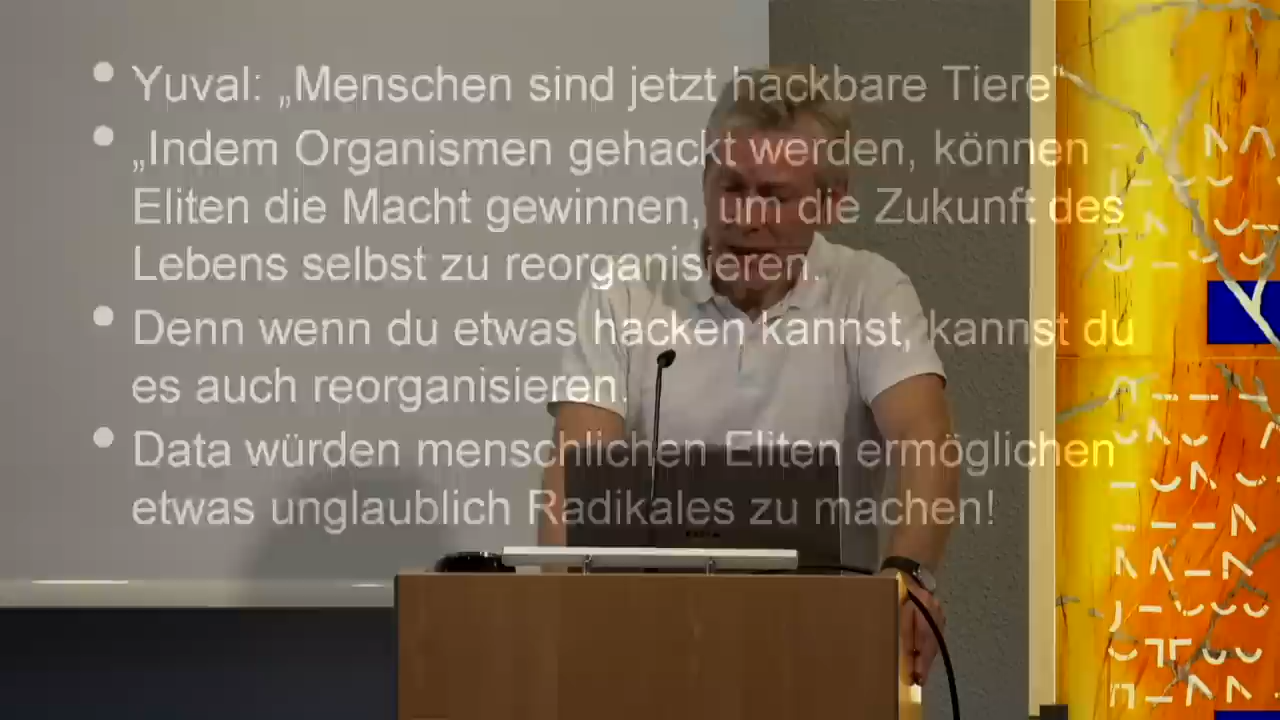 Yuval: „Menschen sind jetzt hackbare Tiere“
„Indem Organismen gehackt werden, können
Eliten die Macht gewinnen, um die Zukunft des
Lebens selbst zu reorganisieren.
Denn wenn du etwas hacken kannst, kannst du
es auch reorganisieren.
Data würden menschlichen Eliten ermöglichen
etwas unglaublich Radikales zu machen!